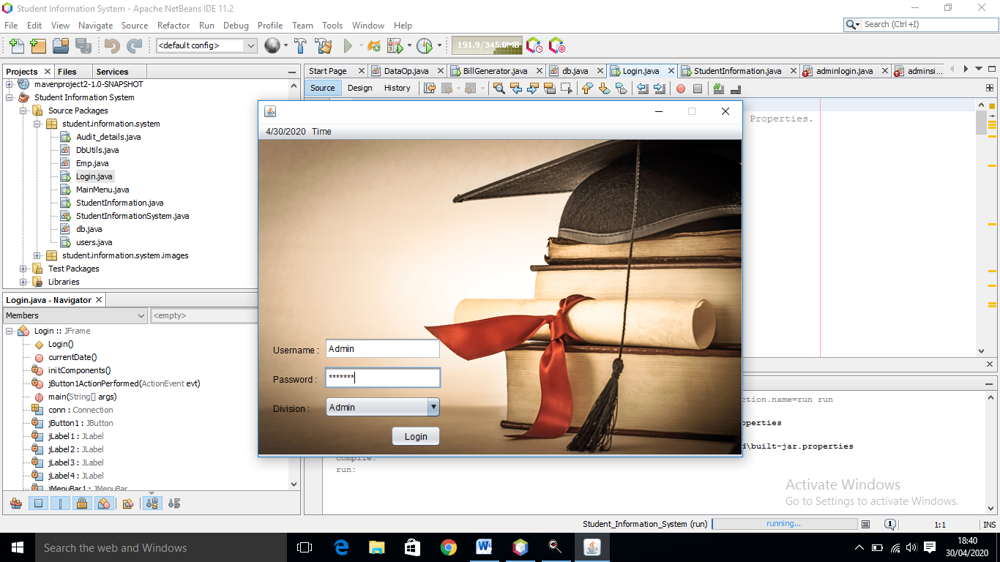 Student Information System - Apache NetBeans IDE 11.2
File Edit View Navigate Source Refactor Run Debug Profile Team Tools Window Help
Search (Ctrl+I)
<default config>
191.9/345.0MB
Projects Files Services
mavenproject2-1.0-SNAPSHOT
Student Information System
Source Packages
student.information.system
Audit_details.java
DbUtils.java
Emp.java
Login.java
MainMenu.java
StudentInformation.java
StudentInformationSystem.java
db.java
users.java
student.information.system.images
Test Packages
Libraries
Start Page DataOp.java BillGenerator.java db.java Login.java StudentInformation.java adminlogin.java adminsi...
Source Design History
Properties.
4/30/2020 Time
Username : Admin
Password : *******
Division : Admin
Login
Login.java - Navigator
Members <empty>
Login :: JFrame
Login()
currentDate()
initComponents()
jButton1ActionPerformed(ActionEvent evt)
main(String[] args)
conn : Connection
jButton1 : JButton
jLabel1 : JLabel
jLabel2 : JLabel
jLabel3 : JLabel
jLabel4 : JLabel
jMenuBar1 : JMenuBar
ction.name=run run
operties
d\built-jar.properties
compile:
run:
Activate Windows
Go to Settings to activate Windows.
Student_Information_System (run) running... 1 1:1 INS
Search the web and Windows
18:40
30/04/2020